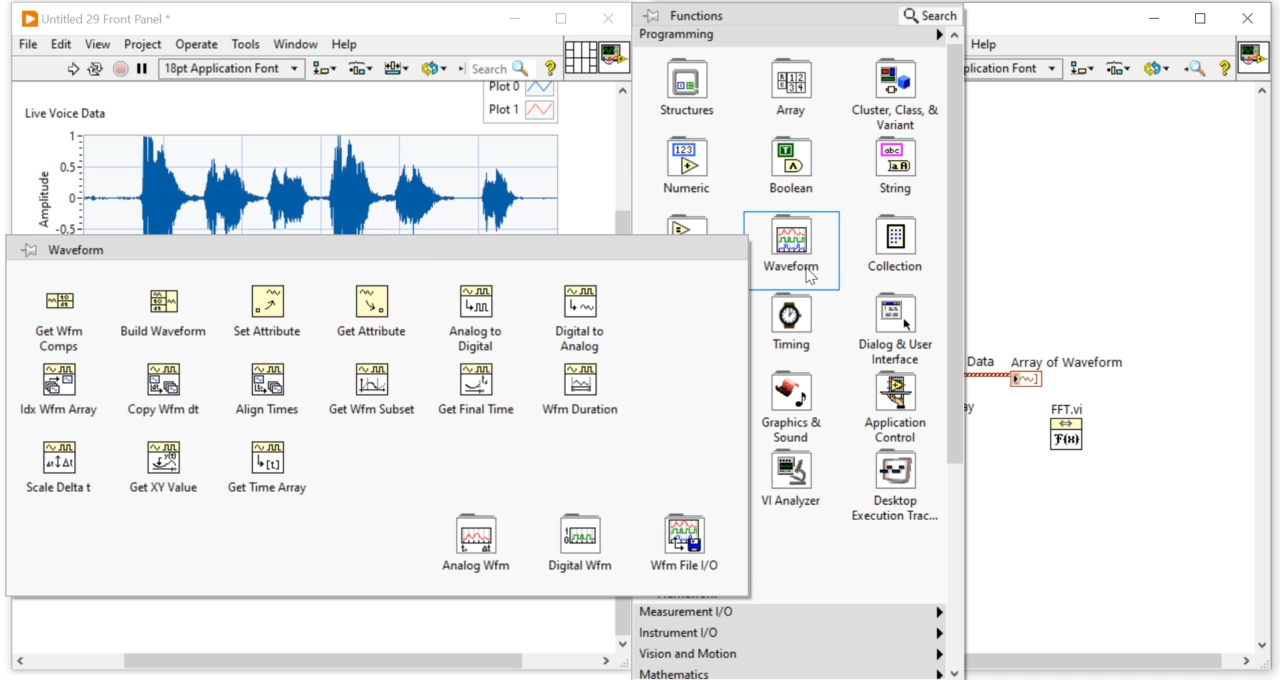 Untitled 29 Front Panel *
File Edit View Project Operate Tools Window Help
18pt Application Font
Search
Plot 0
Plot 1
Live Voice Data
1
0.5
0
-0.5
Amplitude
Functions
Search
Programming
Structures
Array
Cluster, Class, &
Variant
Numeric
Boolean
String
Waveform
Collection
Timing
Dialog & User
Interface
Graphics &
Sound
Application
Control
VI Analyzer
Desktop
Execution Trac...
Measurement I/O
Instrument I/O
Vision and Motion
Mathematics
Waveform
Get Wfm
Comps
Build Waveform
Set Attribute
Get Attribute
Analog to
Digital
Digital to
Analog
Idx Wfm Array
Copy Wfm dt
Align Times
Get Wfm Subset
Get Final Time
Wfm Duration
Scale Delta t
Get XY Value
Get Time Array
Analog Wfm
Digital Wfm
Wfm File I/O
Help
plication Font
Data
Array of Waveform
ay
FFT.vi
F(x)